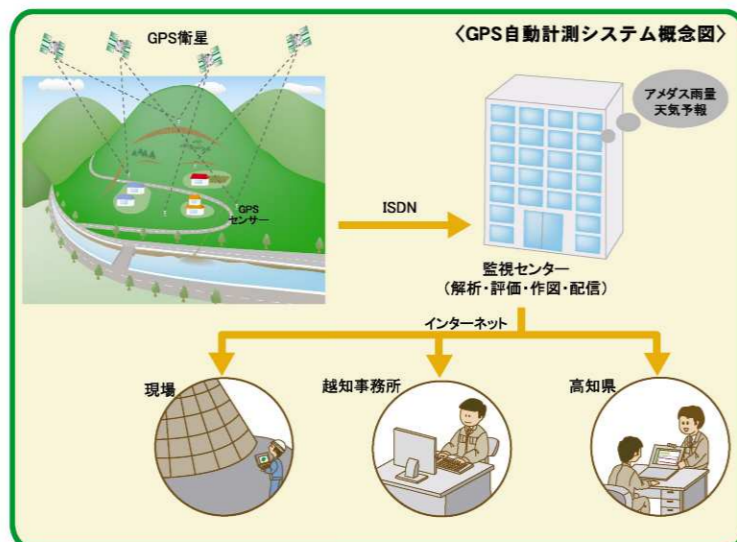 〈GPS自動計測システム概念図〉
GPS衛星
アメダス雨量
天気予報
GPS
センサー
ISDN
監視センター
(解析・評価・作図・配信)
インターネット
現場
越知事務所
高知県